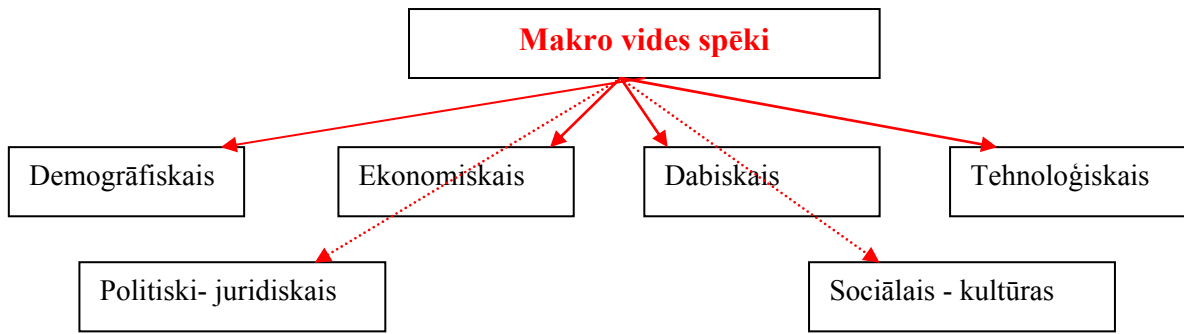 Makro vides spēki
Demogrāfiskais
Ekonomiskais
Dabiskais
Tehnoloģiskais
Politiski- juridiskais
Sociālais - kultūras